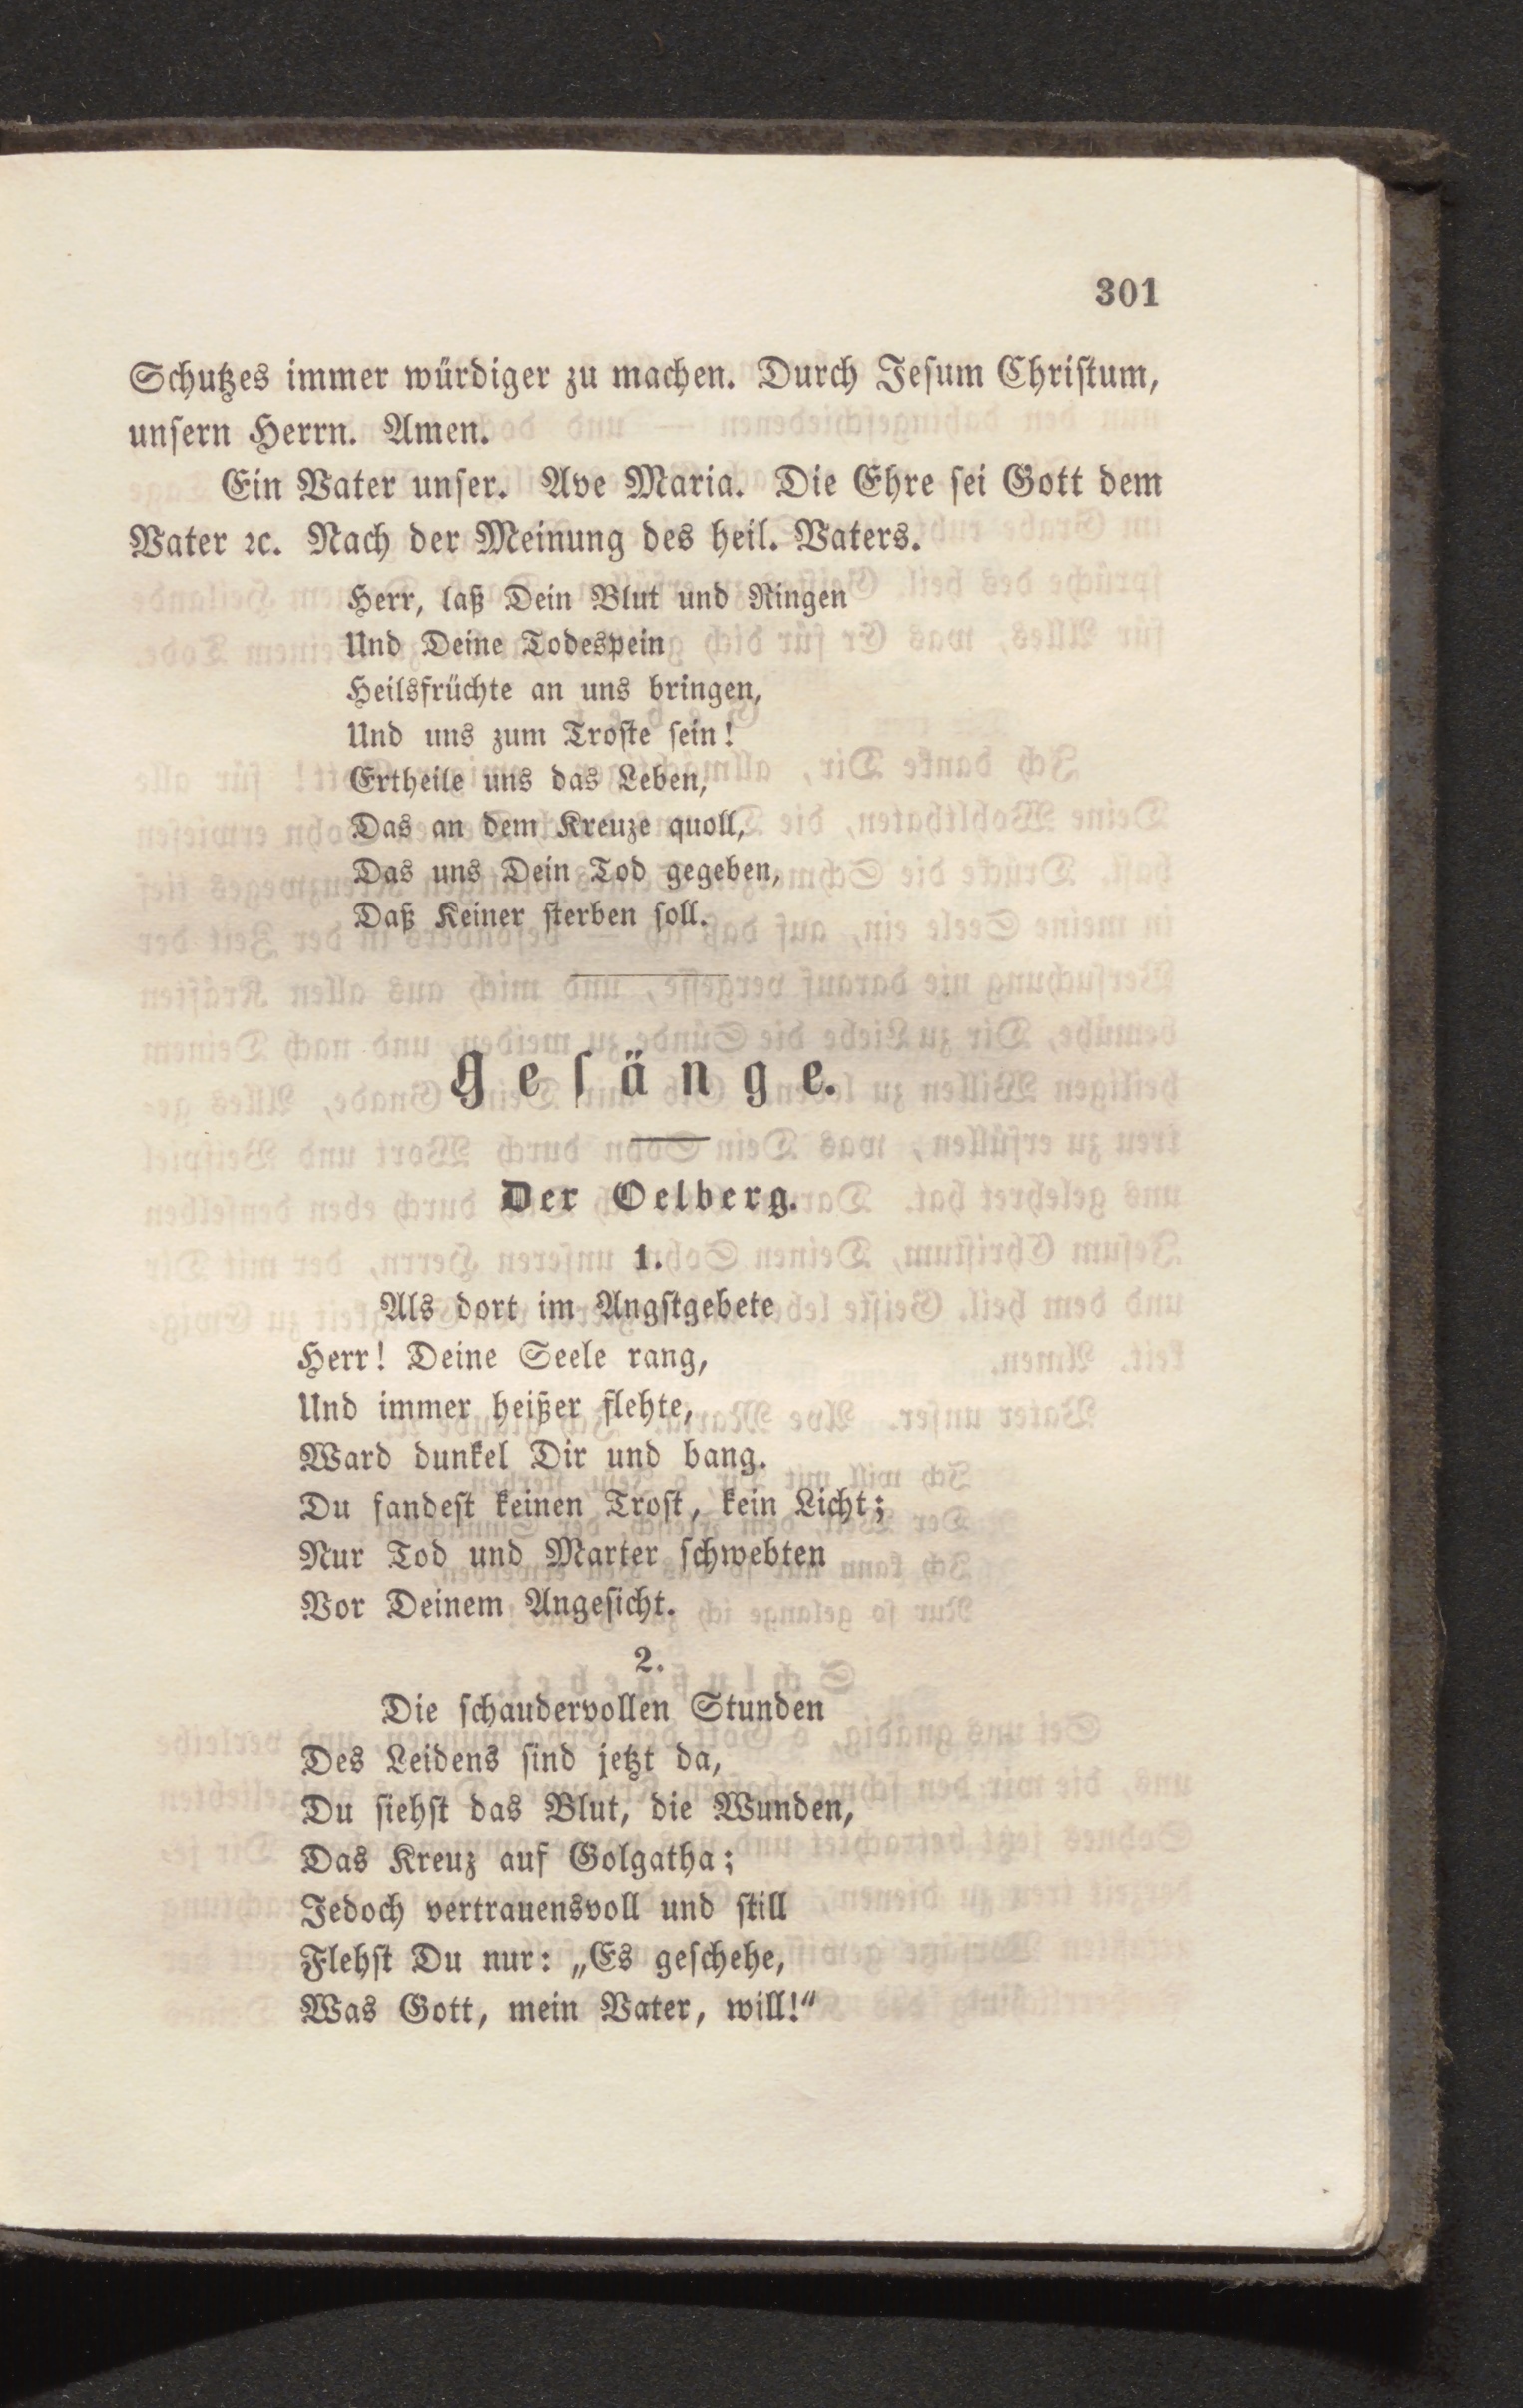 301
Schutzes immer würdiger zu machen. Durch Jeſum Chriſtum,
unſern Herrn. Amen.
Ein Vater unſer. Ave Maria. Die Ehre ſei Gott dem
Vater ꝛc. Nach der Meinung des heil. Vaters.
Herr, laß Dein Blut und Ringen
Und Deine Todespein
Heilsfrüchte an uns bringen,
Und uns zum Troſte ſein!
Ertheile uns das Leben,
Das an dem Kreuze quoll,
Das uns Dein Tod gegeben,
Daß Keiner ſterben ſoll.
Geſänge.
Der Oelberg.
1.
Als dort im Angſtgebete
Herr! Deine Seele rang,
Und immer heißer flehte,
Ward dunkel Dir und bang.
Du fandeſt keinen Troſt, kein Licht;
Nur Tod und Marter ſchwebten
Vor Deinem Angeſicht.
2.
Die ſchaudervollen Stunden
Des Leidens ſind jetzt da,
Du ſiehſt das Blut, die Wunden,
Das Kreuz auf Golgatha;
Jedoch vertrauensvoll und ſtill
Flehſt Du nur: „Es geſchehe,
Was Gott, mein Vater, will!“